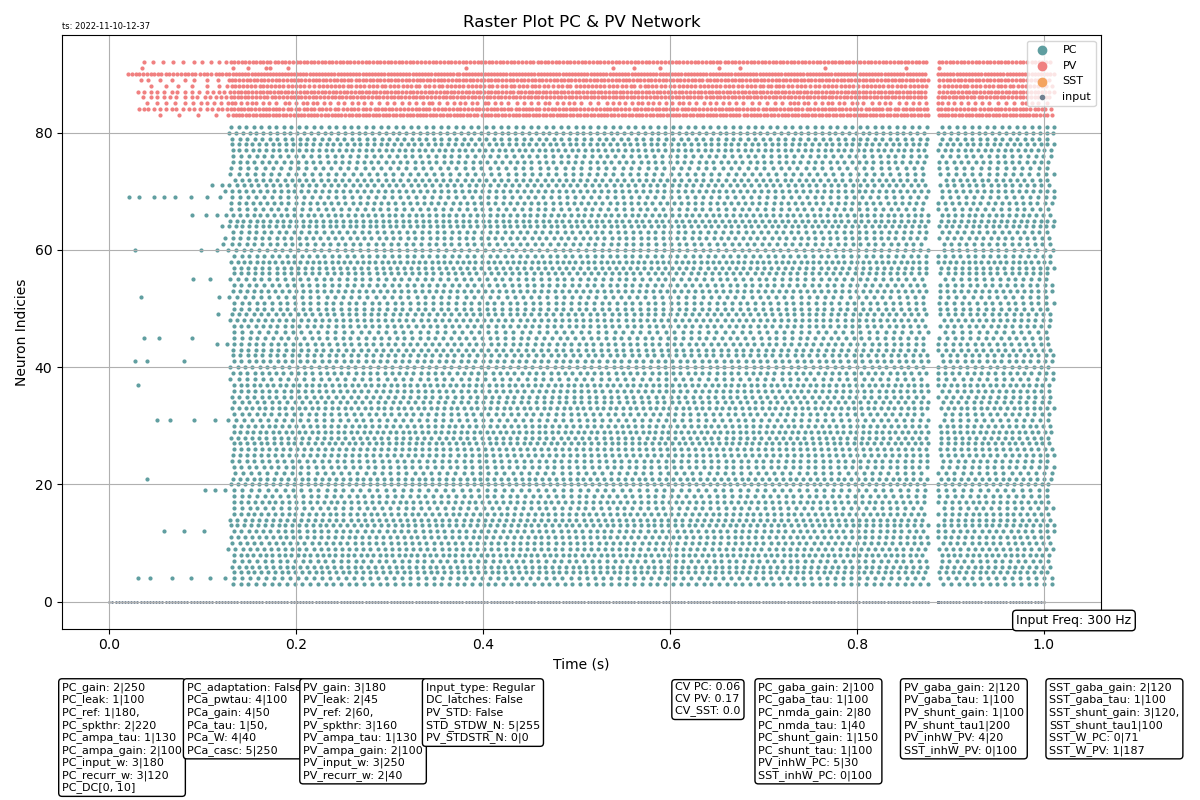 ts: 2022-11-10-12-37
Raster Plot PC & PV Network
PC
PV
SST
input
Neuron Indicies
80
60
40
20
0
0.0
0.2
0.4
0.6
0.8
1.0
Input Freq: 300 Hz
Time (s)
PC_gain: 2|250
PC_leak: 1|100
PC_ref: 1|180,
PC_spkthr: 2|220
PC_ampa_tau: 1|130
PC_ampa_gain: 2|100
PC_input_w: 3|180
PC_recurr_w: 3|120
PC_DC[0, 10]
PC_adaptation: False
PCa_pwtau: 4|100
PCa_gain: 4|50
PCa_tau: 1|50,
PCa_W: 4|40
PCa_casc: 5|250
PV_gain: 3|180
PV_leak: 2|45
PV_ref: 2|60,
PV_spkthr: 3|160
PV_ampa_tau: 1|130
PV_ampa_gain: 2|100
PV_input_w: 3|250
PV_recurr_w: 2|40
Input_type: Regular
DC_latches: False
PV_STD: False
STD_STDW_N: 5|255
PV_STDSTR_N: 0|0
CV PC: 0.06
CV PV: 0.17
CV_SST: 0.0
PC_gaba_gain: 2|100
PC_gaba_tau: 1|100
PC_nmda_gain: 2|80
PC_nmda_tau: 1|40
PC_shunt_gain: 1|150
PC_shunt_tau: 1|100
PV_inhW_PC: 5|30
SST_inhW_PC: 0|100
PV_gaba_gain: 2|120
PV_gaba_tau: 1|100
PV_shunt_gain: 1|100
PV_shunt_tau1|200
PV_inhW_PV: 4|20
SST_inhW_PV: 0|100
SST_gaba_gain: 2|120
SST_gaba_tau: 1|100
SST_shunt_gain: 3|120,
SST_shunt_tau1|100
SST_W_PC: 0|71
SST_W_PV: 1|187